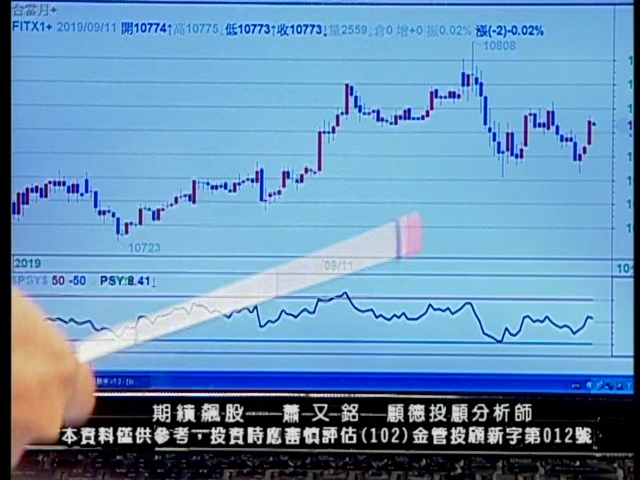 台當月+
FITX1+ 2019/09/11 開10774↑高10775↓低10773↑收10773↓量2559↓倉0 增+0 振0.02% 漲(-2)-0.02%
10808
10723
2019
09/11
PSY$ 50 -50 PSY:8.41↓
期續飆股 蕭又銘 顧德投顧分析師
本資料僅供參考，投資時應審慎評估(102)金管投顧新字第012號